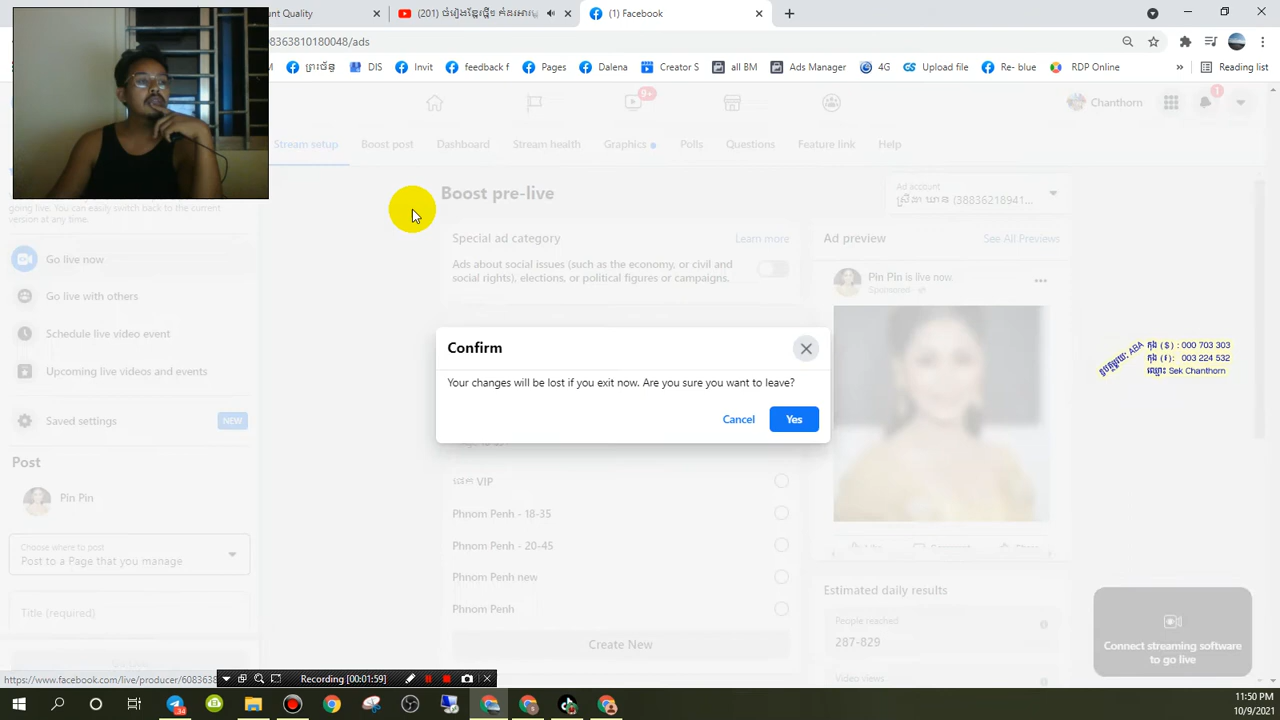 unt Quality
(201)
(1) Facebook
88363810180048/ads
DIS
Invit
feedback f
Pages
Dalena
Creator S
all BM
Ads Manager
4G
Upload file
Re- blue
RDP Online
»
Reading list
9+
Chanthorn
1
Stream setup
Boost post
Dashboard
Stream health
Graphics
Polls
Questions
Feature link
Help
going live. You can easily switch back to the current
version at any time.
Go live now
Go live with others
Schedule live video event
Upcoming live videos and events
Saved settings
NEW
Post
Pin Pin
Choose where to post
Post to a Page that you manage
Title (required)
Boost pre-live
Ad account
(38836218941...
Special ad category
Learn more
Ads about social issues (such as the economy, or civil and
social rights), elections, or political figures or campaigns.
Ad preview
See All Previews
Pin Pin is live now.
Sponsored
Confirm
Your changes will be lost if you exit now. Are you sure you want to leave?
Cancel
Yes
VIP
Phnom Penh - 18-35
Phnom Penh - 20-45
Phnom Penh new
Phnom Penh
Create New
Estimated daily results
People reached
287-829
Video views
ABA
($) : 000 703 303
003 224 532
ឈ្មោះ Sek Chanthorn
Connect streaming software
to go live
https://www.facebook.com/live/producer/6083638
Recording [00:01:59]
34
11:50 PM
10/9/2021